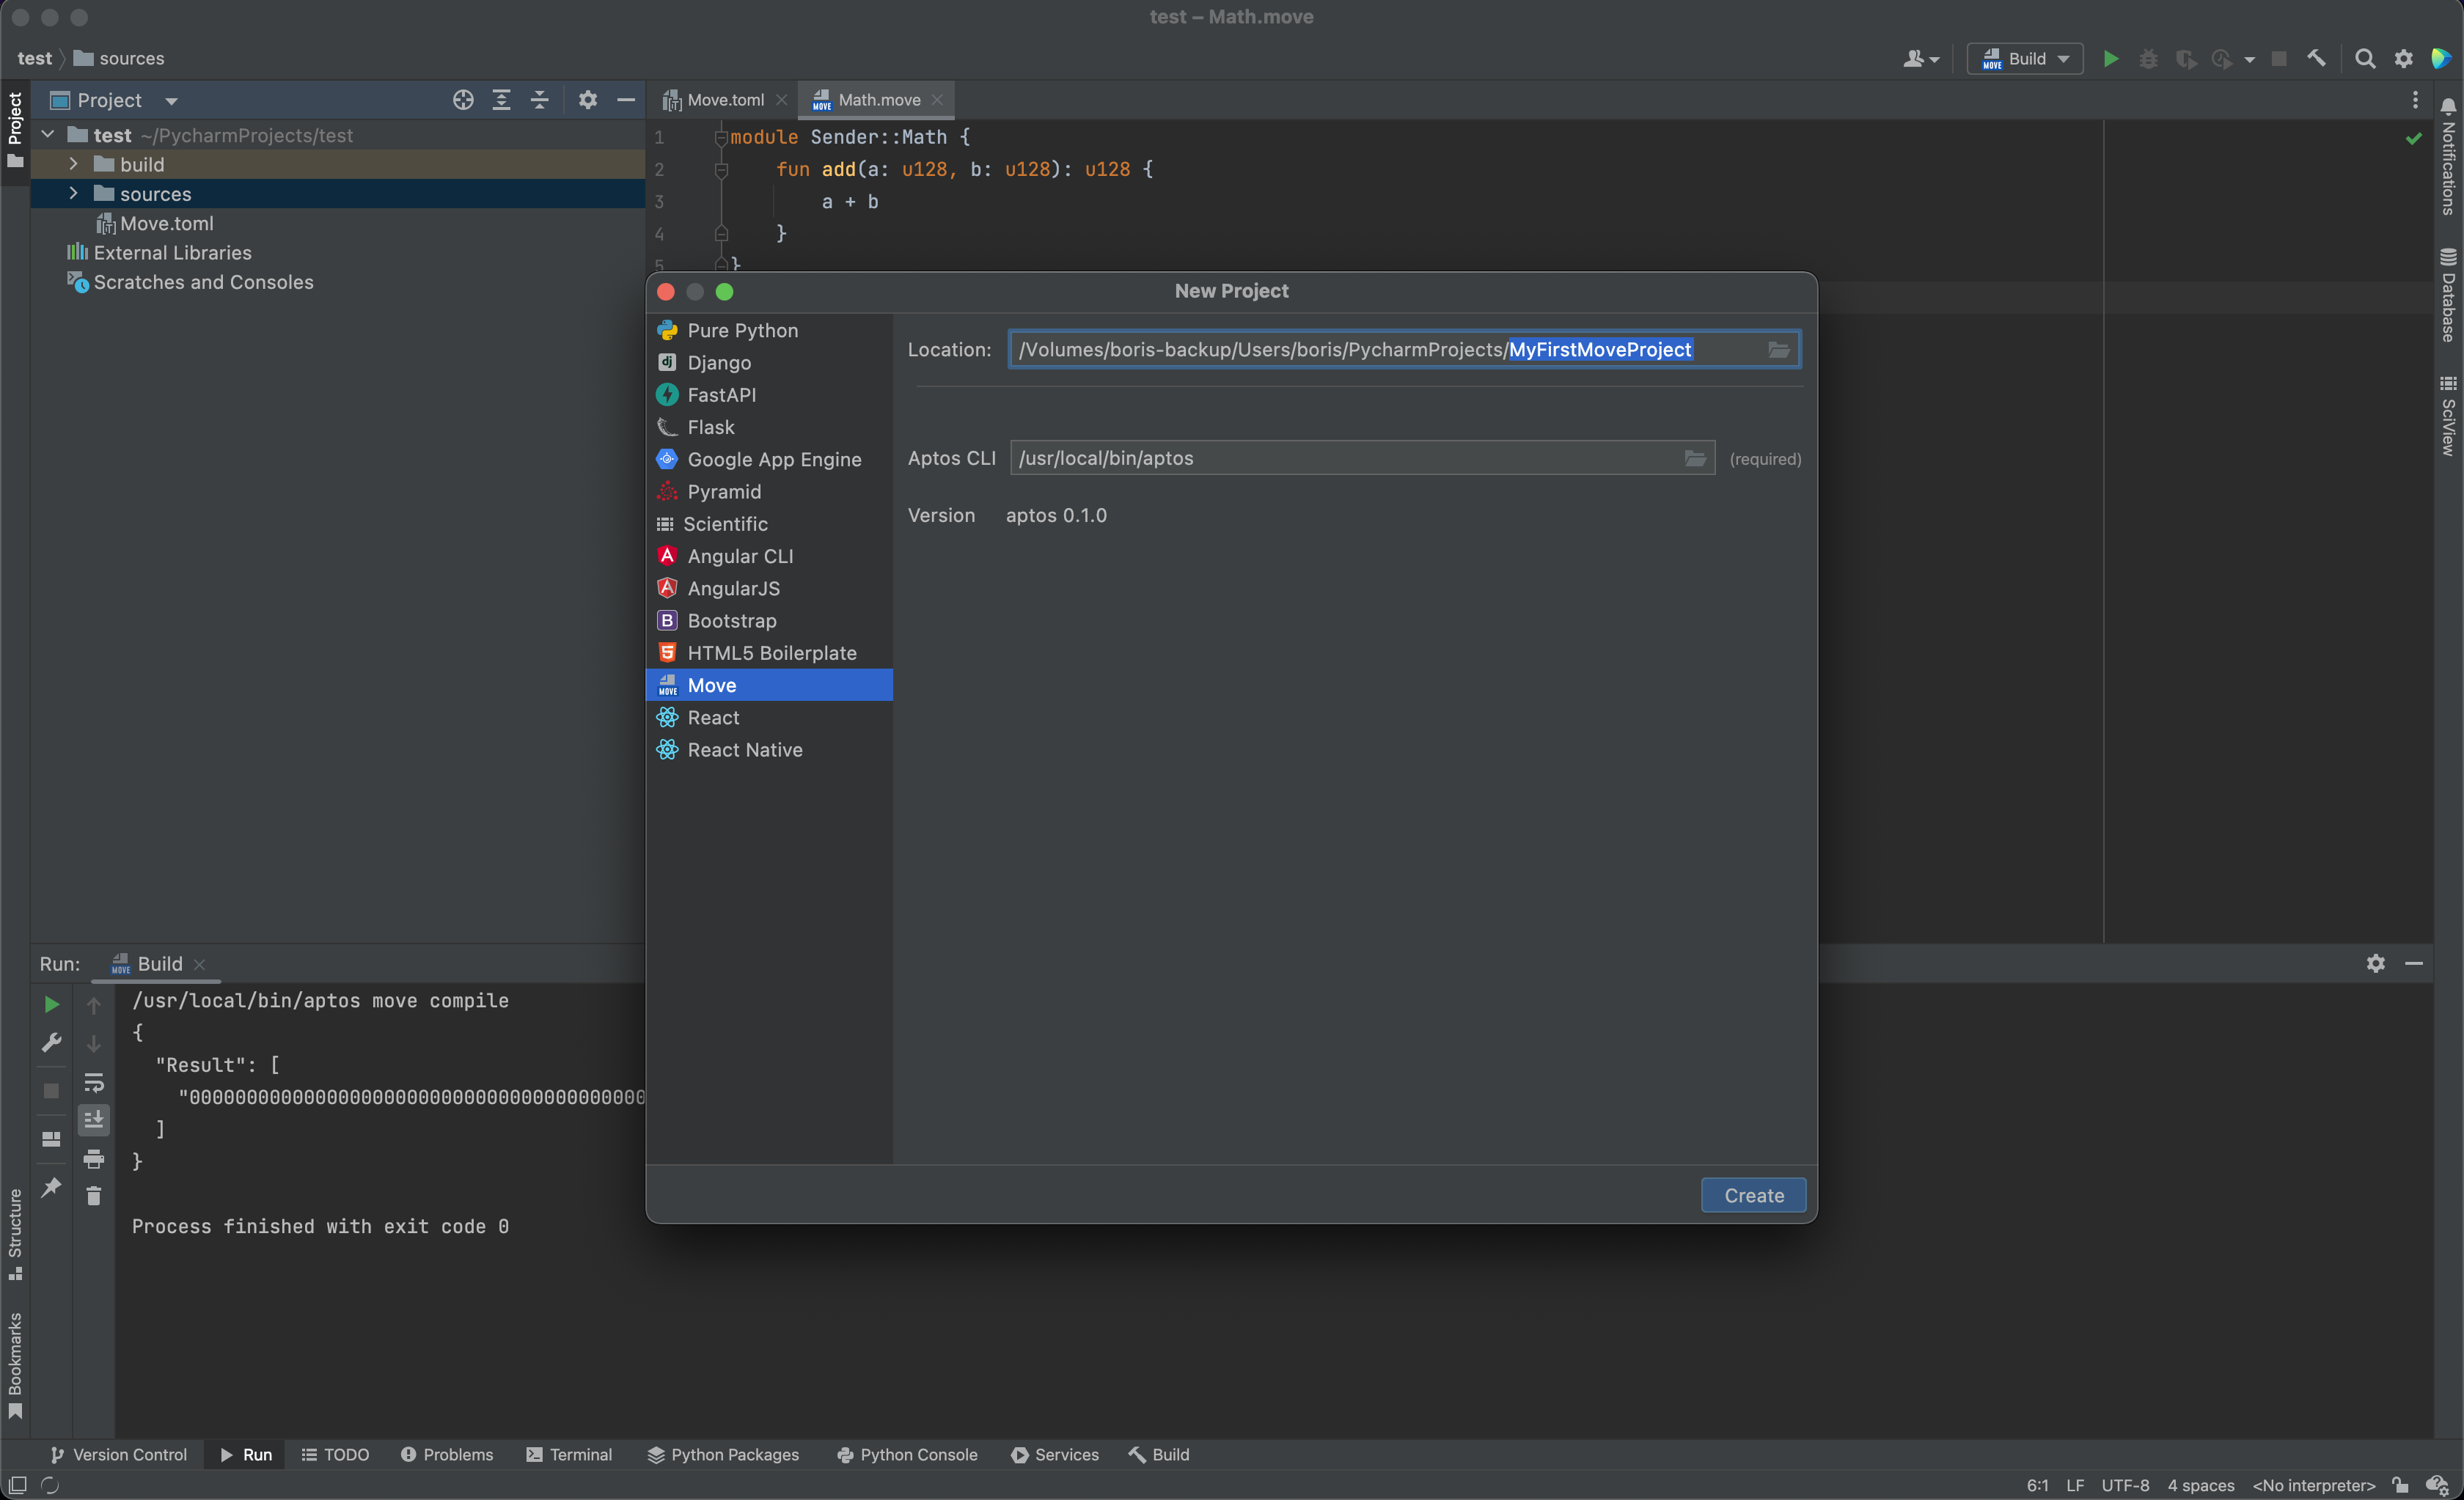 test – Math.move
test
sources
Build
Project
Project
Move.toml
Math.move
test ~/PycharmProjects/test
build
sources
Move.toml
External Libraries
Scratches and Consoles
1 module Sender::Math {
2 fun add(a: u128, b: u128): u128 {
3 a + b
4 }
5 }
Notifications
Database
SciView
New Project
Pure Python
Django
FastAPI
Flask
Google App Engine
Pyramid
Scientific
Angular CLI
AngularJS
Bootstrap
HTML5 Boilerplate
Move
React
React Native
Location: /Volumes/boris-backup/Users/boris/PycharmProjects/MyFirstMoveProject
Aptos CLI /usr/local/bin/aptos (required)
Version aptos 0.1.0
Create
Run: Build
/usr/local/bin/aptos move compile
{
"Result": [
]
}
Process finished with exit code 0
Structure
Bookmarks
Version Control
Run
TODO
Problems
Terminal
Python Packages
Python Console
Services
Build
6:1 LF UTF-8 4 spaces <No interpreter>